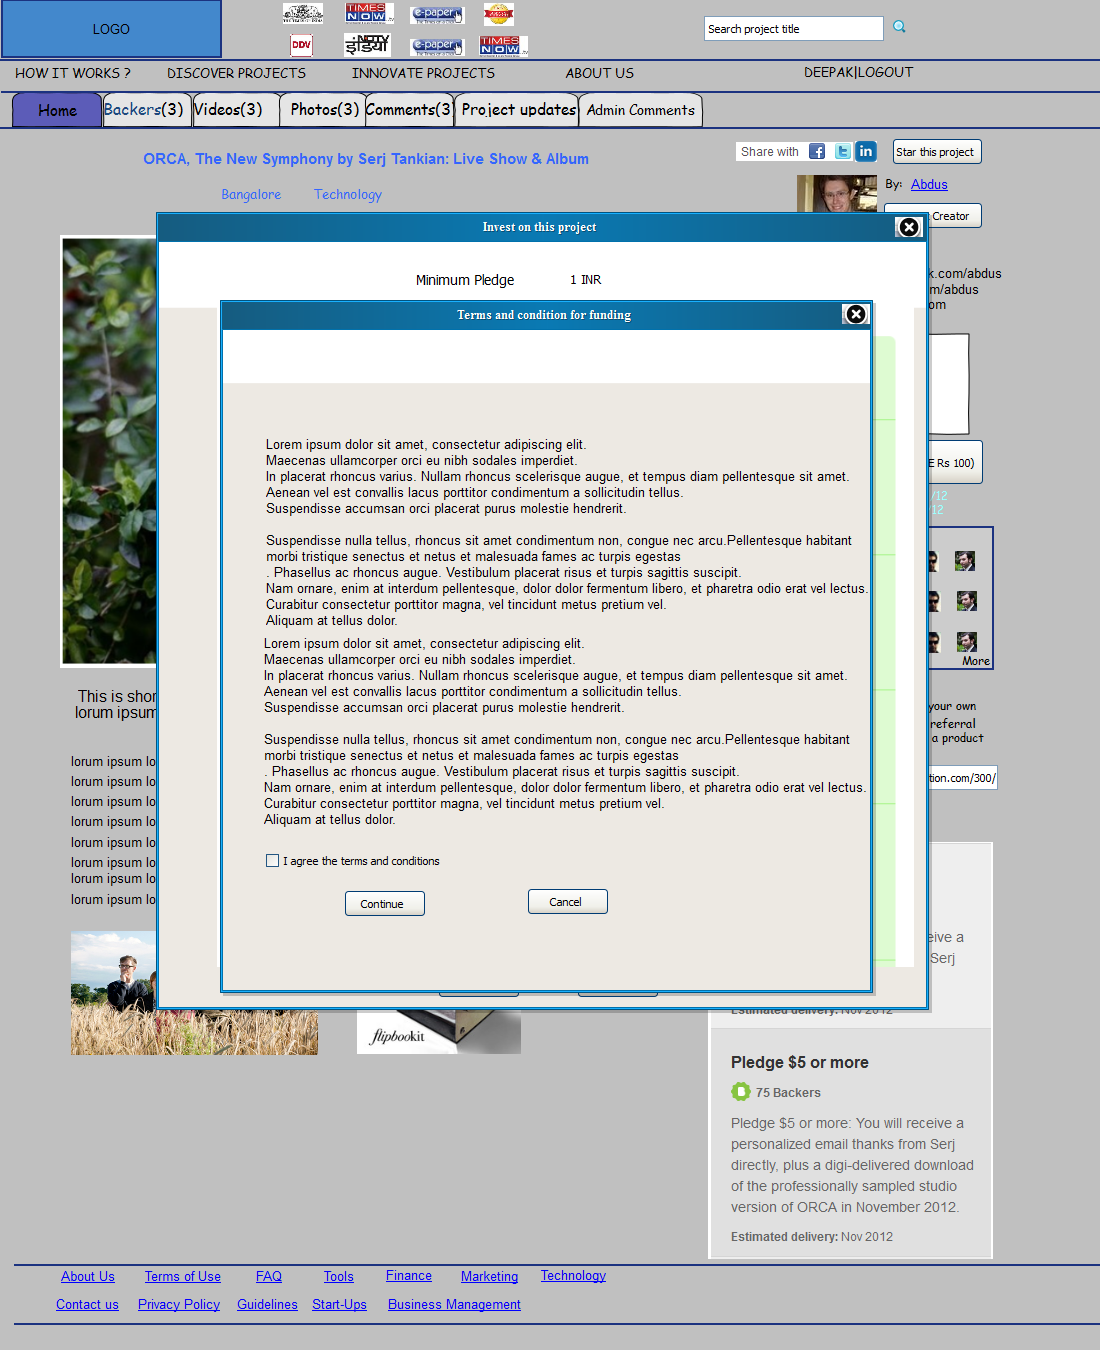 LOGO
TIMES NOW .tv
e-paper
DDV
NDTV
इंडिया
e-paper
TIMES NOW .tv
Search project title
HOW IT WORKS ?
DISCOVER PROJECTS
INNOVATE PROJECTS
ABOUT US
DEEPAK|LOGOUT
Home
Backers(3)
Videos(3)
Photos(3)
Comments(3)
Project updates
Admin Comments
ORCA, The New Symphony by Serj Tankian: Live Show & Album
Share with
in
Star this project
Bangalore
Technology
By: Abdus
Creator
Invest on this project
Minimum Pledge 1 INR
k.com/abdus
m/abdus
om
Terms and condition for funding
Lorem ipsum dolor sit amet, consectetur adipiscing elit.
Maecenas ullamcorper orci eu nibh sodales imperdiet.
In placerat rhoncus varius. Nullam rhoncus scelerisque augue, et tempus diam pellentesque sit amet.
Aenean vel est convallis lacus porttitor condimentum a sollicitudin tellus.
Suspendisse accumsan orci placerat purus molestie hendrerit.
Suspendisse nulla tellus, rhoncus sit amet condimentum non, congue nec arcu.Pellentesque habitant
morbi tristique senectus et netus et malesuada fames ac turpis egestas
. Phasellus ac rhoncus augue. Vestibulum placerat risus et turpis sagittis suscipit.
Nam ornare, enim at interdum pellentesque, dolor dolor fermentum libero, et pharetra odio erat vel lectus.
Curabitur consectetur porttitor magna, vel tincidunt metus pretium vel.
Aliquam at tellus dolor.
Lorem ipsum dolor sit amet, consectetur adipiscing elit.
Maecenas ullamcorper orci eu nibh sodales imperdiet.
In placerat rhoncus varius. Nullam rhoncus scelerisque augue, et tempus diam pellentesque sit amet.
Aenean vel est convallis lacus porttitor condimentum a sollicitudin tellus.
Suspendisse accumsan orci placerat purus molestie hendrerit.
Suspendisse nulla tellus, rhoncus sit amet condimentum non, congue nec arcu.Pellentesque habitant
morbi tristique senectus et netus et malesuada fames ac turpis egestas
. Phasellus ac rhoncus augue. Vestibulum placerat risus et turpis sagittis suscipit.
Nam ornare, enim at interdum pellentesque, dolor dolor fermentum libero, et pharetra odio erat vel lectus.
Curabitur consectetur porttitor magna, vel tincidunt metus pretium vel.
Aliquam at tellus dolor.
I agree the terms and conditions
Continue
Cancel
E Rs 100)
/12
/12
More
your own
referral
a product
tion.com/300/
This is shor
lorum ipsum
lorum ipsum lo
lorum ipsum lo
lorum ipsum lo
lorum ipsum lo
lorum ipsum lo
lorum ipsum lo
lorum ipsum lo
lorum ipsum lo
flipbookit
eive a
Serj
Estimated delivery: Nov 2012
Pledge $5 or more
75 Backers
Pledge $5 or more: You will receive a
personalized email thanks from Serj
directly, plus a digi-delivered download
of the professionally sampled studio
version of ORCA in November 2012.
Estimated delivery: Nov 2012
About Us
Terms of Use
FAQ
Tools
Finance
Marketing
Technology
Contact us
Privacy Policy
Guidelines
Start-Ups
Business Management